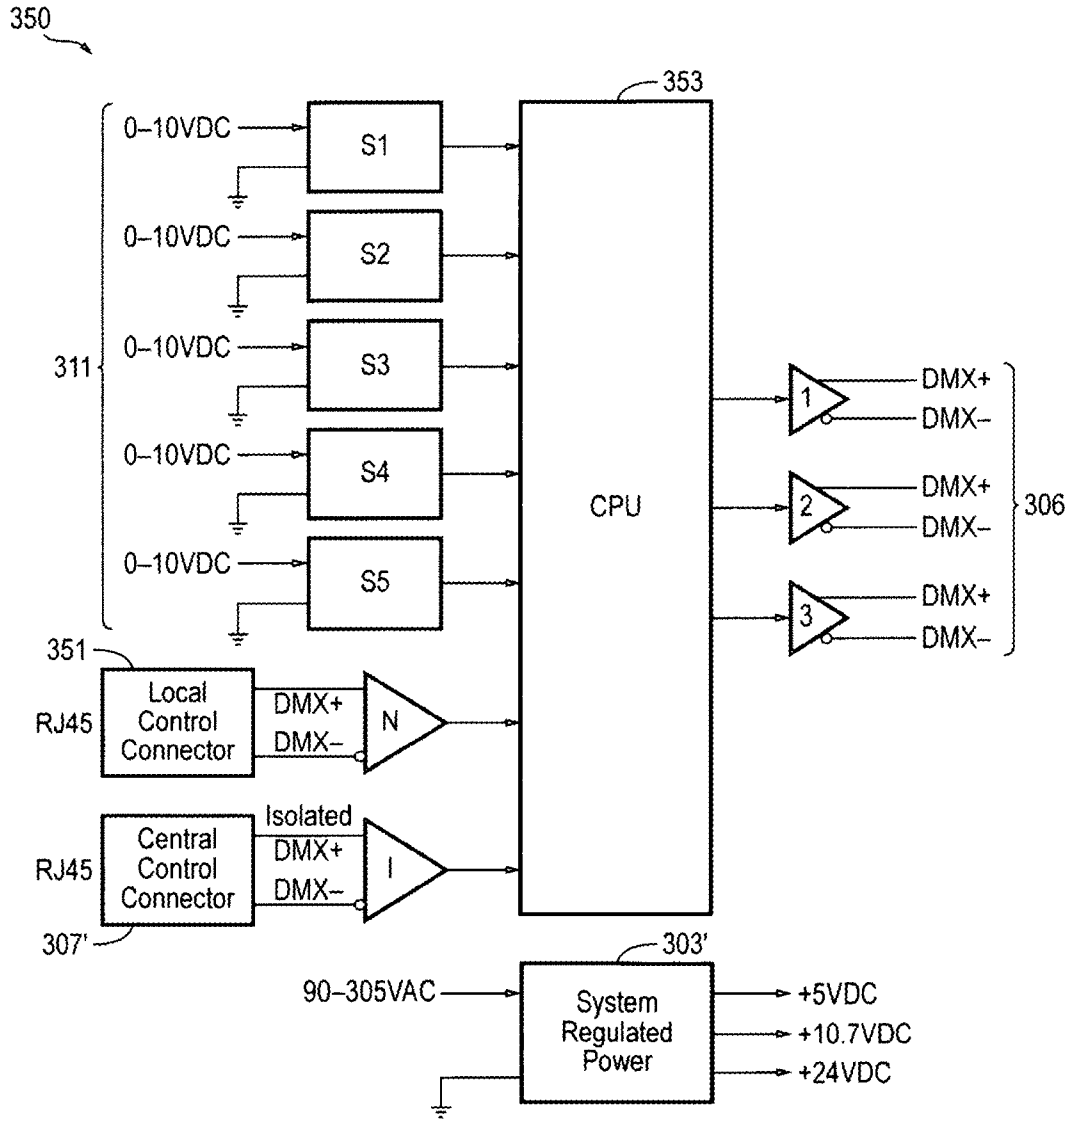 350
353
0–10VDC
S1
0–10VDC
S2
0–10VDC
S3
311
0–10VDC
S4
0–10VDC
S5
CPU
1
DMX+
DMX–
2
DMX+
DMX–
306
3
DMX+
DMX–
351
RJ45
Local
Control
Connector
DMX+
DMX–
N
RJ45
Central
Control
Connector
Isolated
DMX+
DMX–
I
307'
303'
90–305VAC
System
Regulated
Power
+5VDC
+10.7VDC
+24VDC